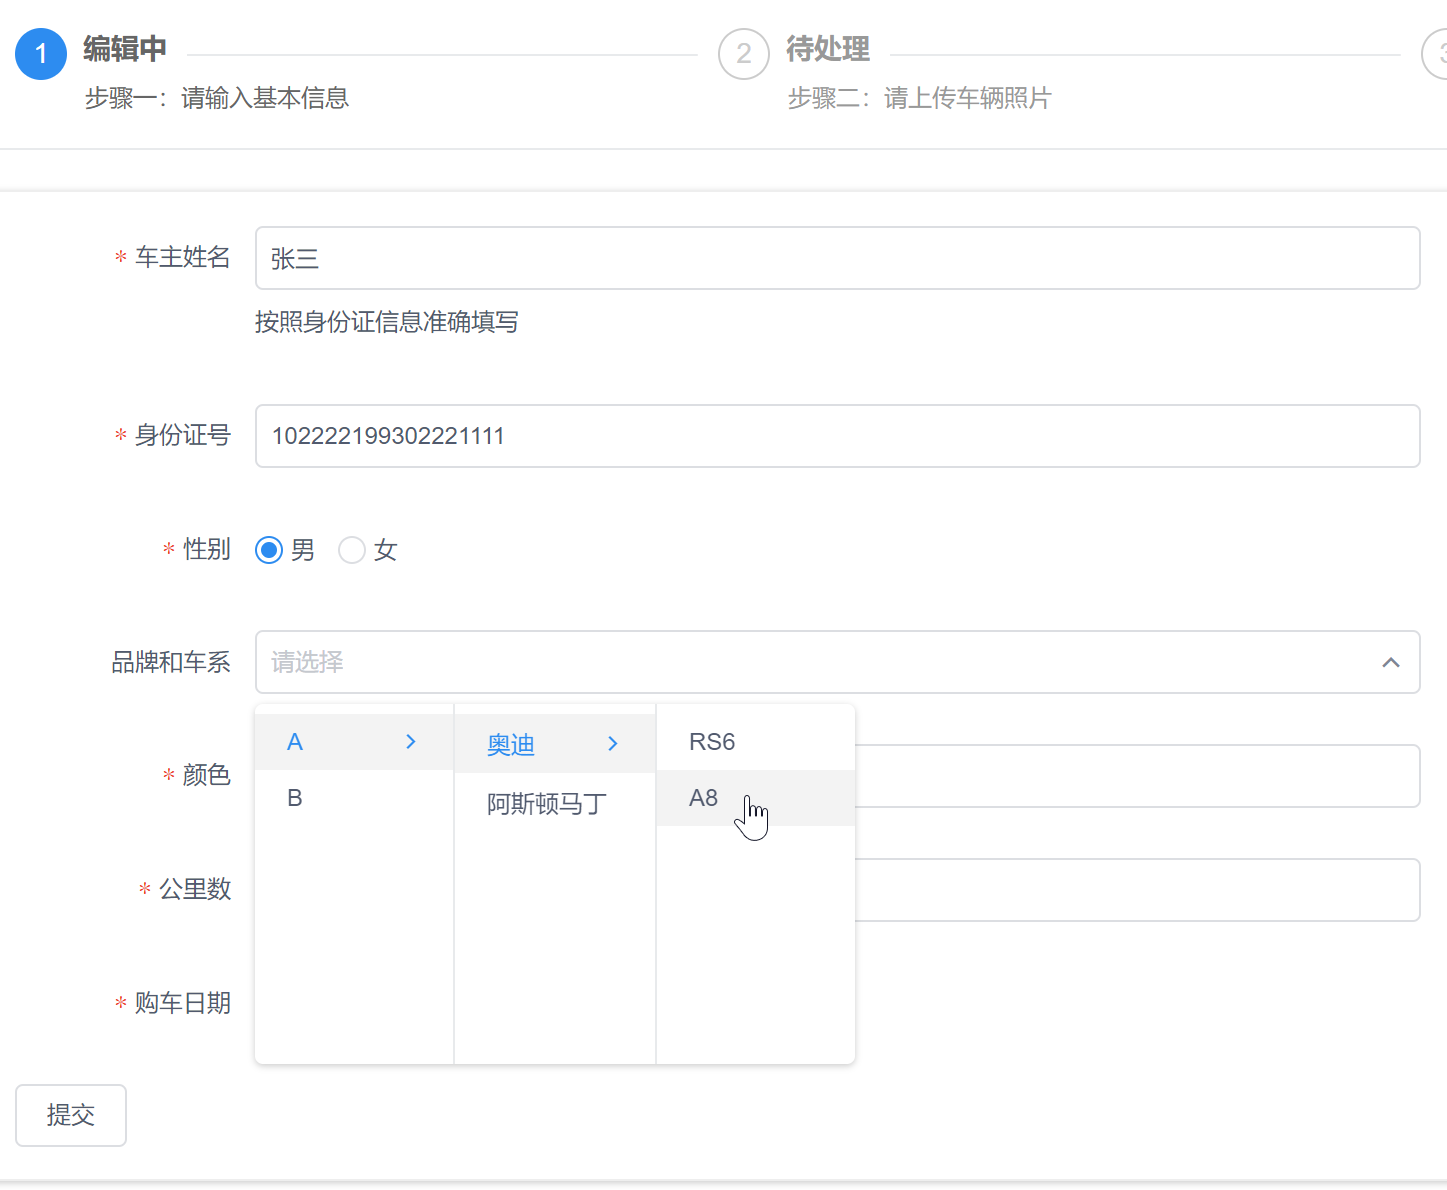 1 编辑中
步骤一：请输入基本信息
2 待处理
步骤二：请上传车辆照片
3
* 车主姓名 张三
按照身份证信息准确填写
* 身份证号 102222199302221111
* 性别 男 女
品牌和车系 请选择
A 奥迪 RS6
B 阿斯顿马丁 A8
* 颜色
* 公里数
* 购车日期
提交